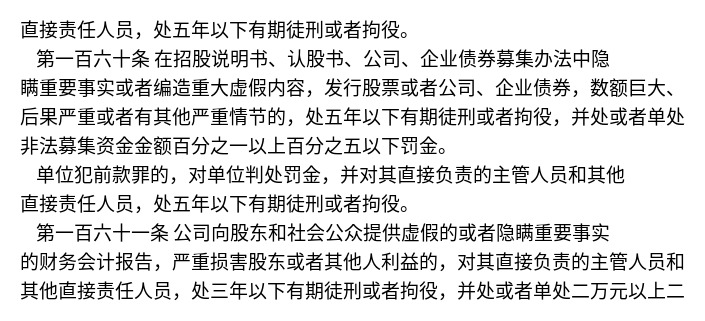 直接责任人员，处五年以下有期徒刑或者拘役。
第一百六十条 在招股说明书、认股书、公司、企业债券募集办法中隐
瞒重要事实或者编造重大虚假内容，发行股票或者公司、企业债券，数额巨大、
后果严重或者有其他严重情节的，处五年以下有期徒刑或者拘役，并处或者单处
非法募集资金金额百分之一以上百分之五以下罚金。
单位犯前款罪的，对单位判处罚金，并对其直接负责的主管人员和其他
直接责任人员，处五年以下有期徒刑或者拘役。
第一百六十一条 公司向股东和社会公众提供虚假的或者隐瞒重要事实
的财务会计报告，严重损害股东或者其他人利益的，对其直接负责的主管人员和
其他直接责任人员，处三年以下有期徒刑或者拘役，并处或者单处二万元以上二